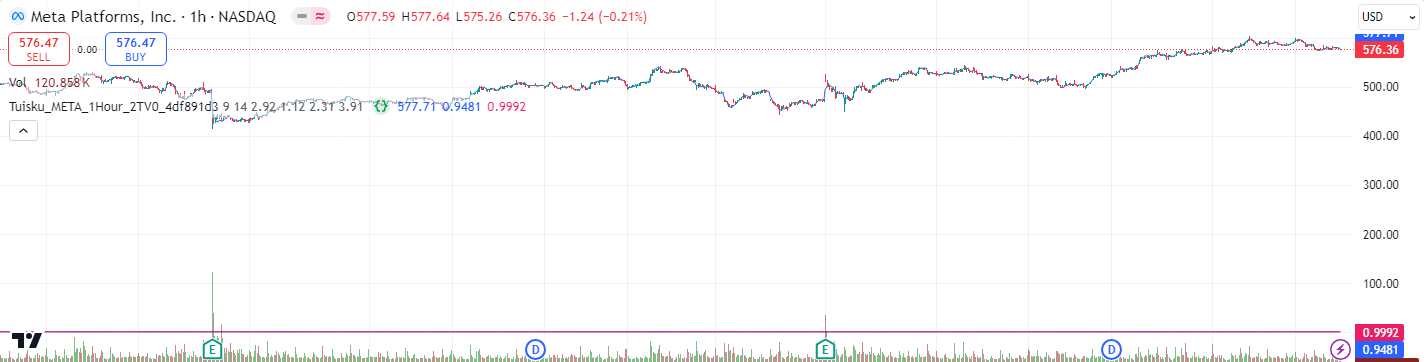 Meta Platforms, Inc. · 1h · NASDAQ O577.59 H577.64 L575.26 C576.36 −1.24 (−0.21%)
USD
576.47 SELL
0.00
576.47 BUY
577.71
576.36
Vol 120.858K
500.00
Tuisku_META_1Hour_2TV0_4df891d3 9 14 2.92 1.12 2.31 3.91 577.71 0.9481 0.9992
400.00
300.00
200.00
100.00
0.9992
0.9481
E
D
E
D